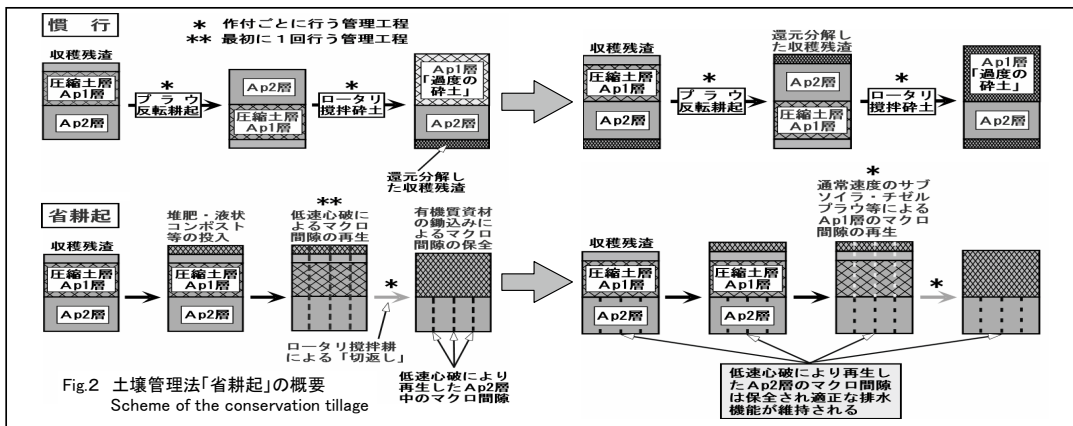 慣行
* 作付ごとに行う管理工程
** 最初に1回行う管理工程
収穫残渣
圧縮土層
Ap1層
Ap2層
*
プラウ
反転耕起
Ap2層
圧縮土層
Ap1層
*
ロータリ
撹拌砕土
Ap1層
「過度の
砕土」
Ap2層
還元分解し
た収穫残渣
収穫残渣
圧縮土層
Ap1層
Ap2層
*
プラウ
反転耕起
還元分解し
た収穫残渣
Ap2層
圧縮土層
Ap1層
*
ロータリ
撹拌砕土
Ap1層
「過度の
砕土」
Ap2層
省耕起
収穫残渣
圧縮土層
Ap1層
Ap2層
堆肥・液状
コンポスト
等の投入
圧縮土層
Ap1層
Ap2層
**
低速心破に
よるマクロ
間隙の再生
*
ロータリ撹拌耕
による「切返し」
有機質資材
の鋤込みに
よるマクロ
間隙の保全
低速心破により
再生したAp2層
中のマクロ間隙
収穫残渣
圧縮土層
Ap1層
Ap2層
圧縮土層
Ap1層
Ap2層
*
通常速度のサブ
ソイラ・チゼル
プラウ等による
Ap1層のマクロ
間隙の再生
*
低速心破により再生し
たAp2層のマクロ間隙
は保全され適正な排水
機能が維持される
Fig.2 土壌管理法「省耕起」の概要
Scheme of the conservation tillage